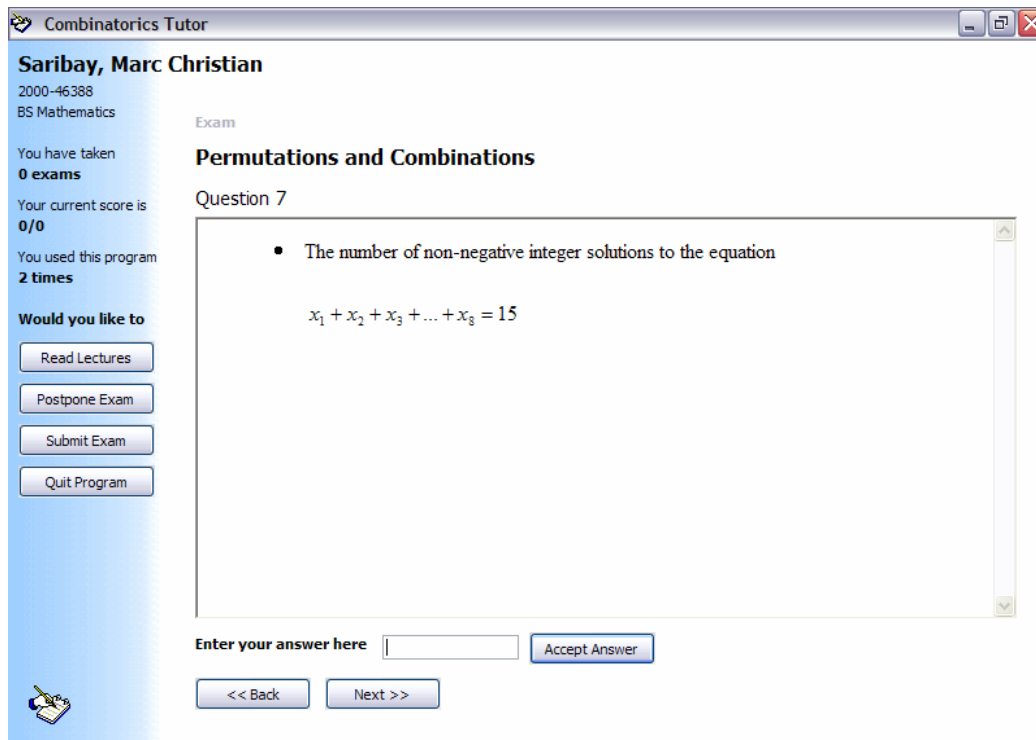 Combinatorics Tutor
Saribay, Marc Christian
2000-46388
BS Mathematics
You have taken
0 exams
Your current score is
0/0
You used this program
2 times
Would you like to
Read Lectures
Postpone Exam
Submit Exam
Quit Program
Exam
Permutations and Combinations
Question 7
• The number of non-negative integer solutions to the equation
x₁ + x₂ + x₃ + ... + x₈ = 15
Enter your answer here
Accept Answer
<< Back
Next >>